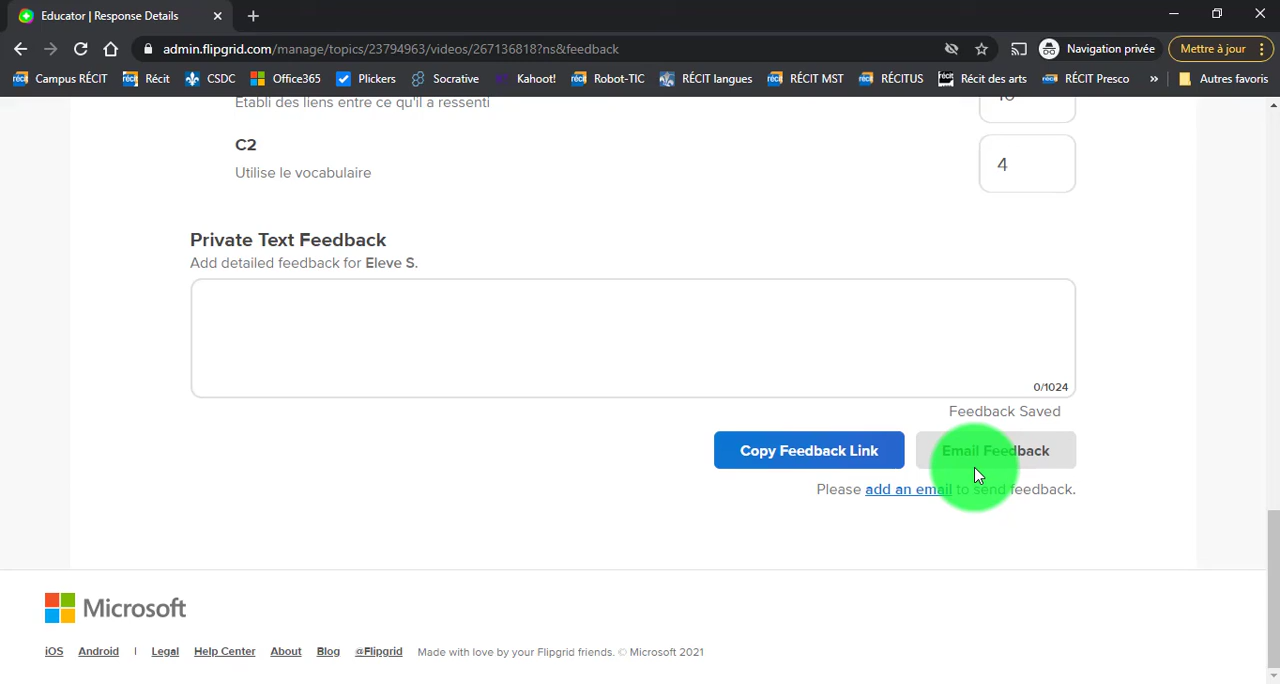 Educator | Response Details
admin.flipgrid.com/manage/topics/23794963/videos/267136818?ns&feedback
Navigation privée
Mettre à jour
Campus RÉCIT
Récit
CSDC
Office365
Plickers
Socrative
Kahoot!
Robot-TIC
RÉCIT langues
RÉCIT MST
RÉCITUS
Récit des arts
RÉCIT Presco
»
Autres favoris
Établi des liens entre ce qu'il a ressenti
C2
Utilise le vocabulaire
4
Private Text Feedback
Add detailed feedback for Eleve S.
0/1024
Feedback Saved
Copy Feedback Link
Email Feedback
Please add an email to send feedback.
Microsoft
iOS Android | Legal Help Center About Blog @Flipgrid Made with love by your Flipgrid friends. © Microsoft 2021